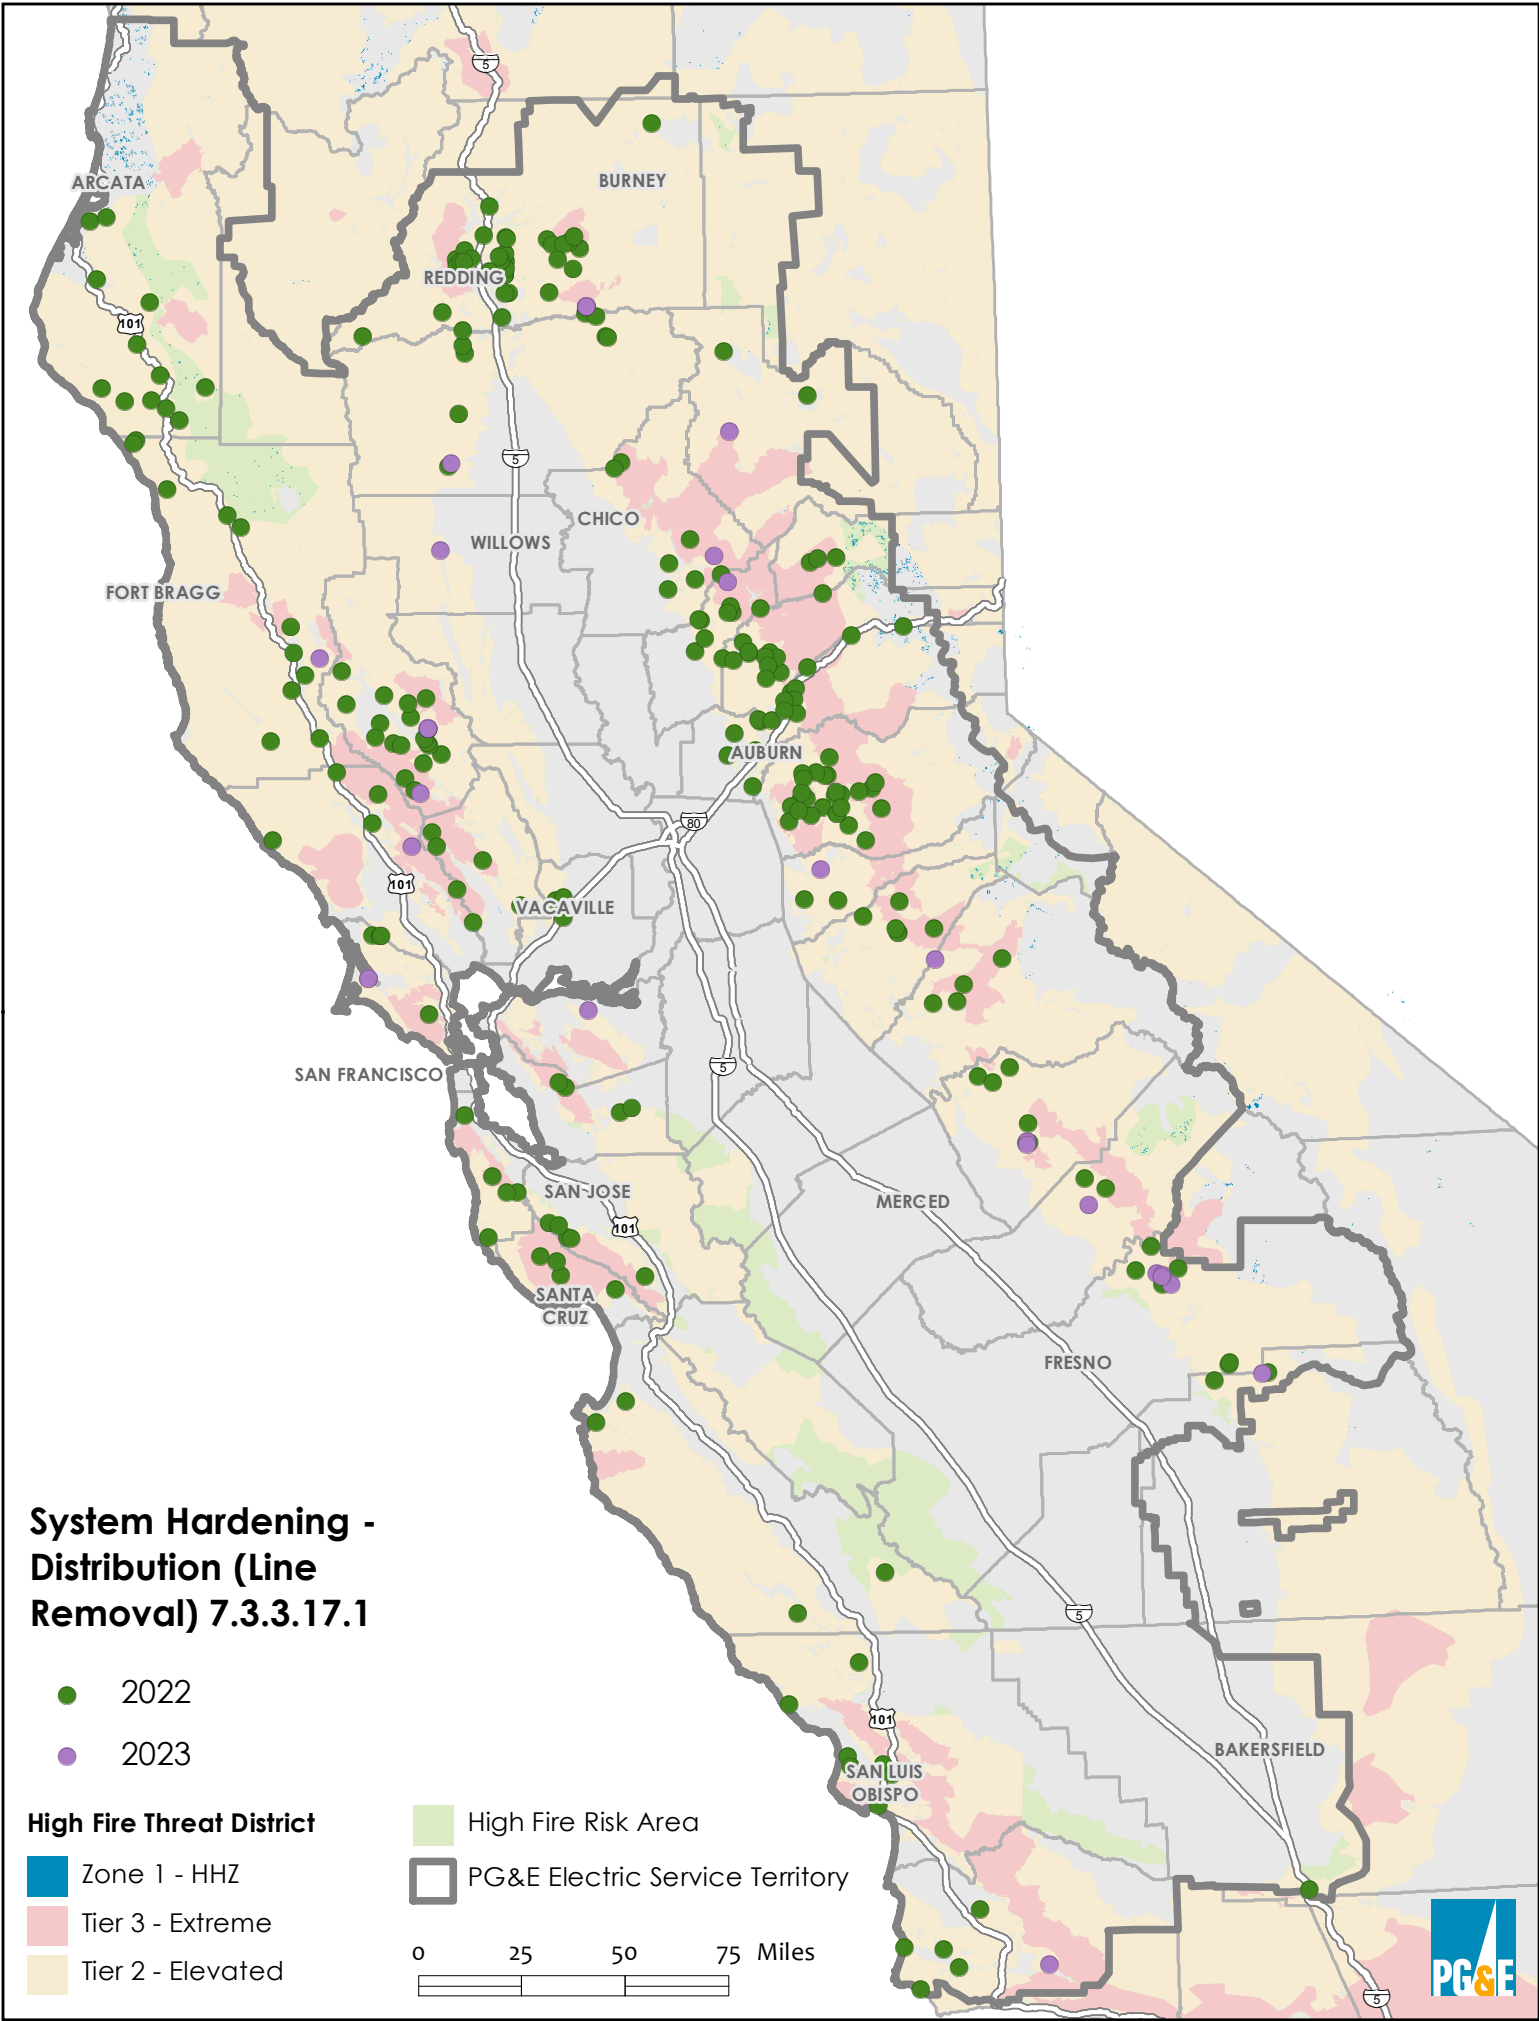 5
ARCATA
BURNEY
REDDING
101
5
CHICO
WILLOWS
FORT BRAGG
AUBURN
80
101
VACAVILLE
5
SAN FRANCISCO
SAN JOSE
MERCED
101
SANTA
CRUZ
FRESNO
System Hardening -
Distribution (Line
Removal) 7.3.3.17.1
5
2022
101
2023
BAKERSFIELD
SAN LUIS
OBISPO
High Fire Threat District
High Fire Risk Area
Zone 1 - HHZ
PG&E Electric Service Territory
Tier 3 - Extreme
Tier 2 - Elevated
0 25 50 75 Miles
PG&E
5